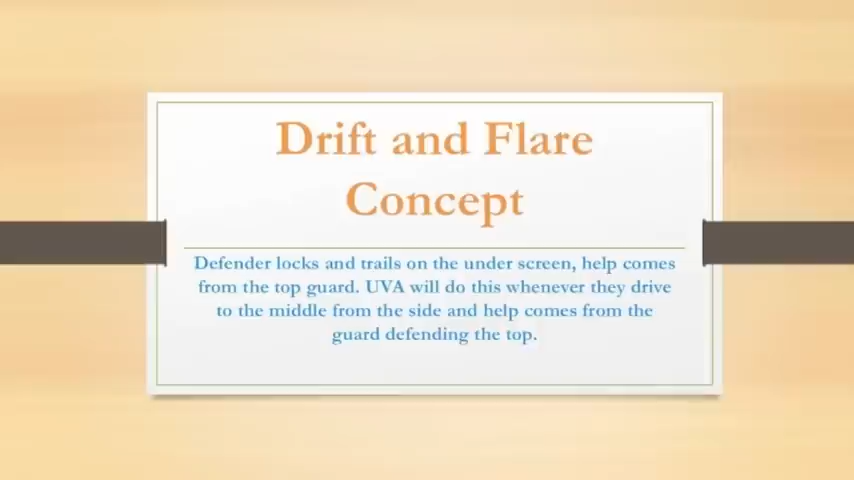 Drift and Flare
Concept
Defender locks and trails on the under screen, help comes
from the top guard. UVA will do this whenever they drive
to the middle from the side and help comes from the
guard defending the top.